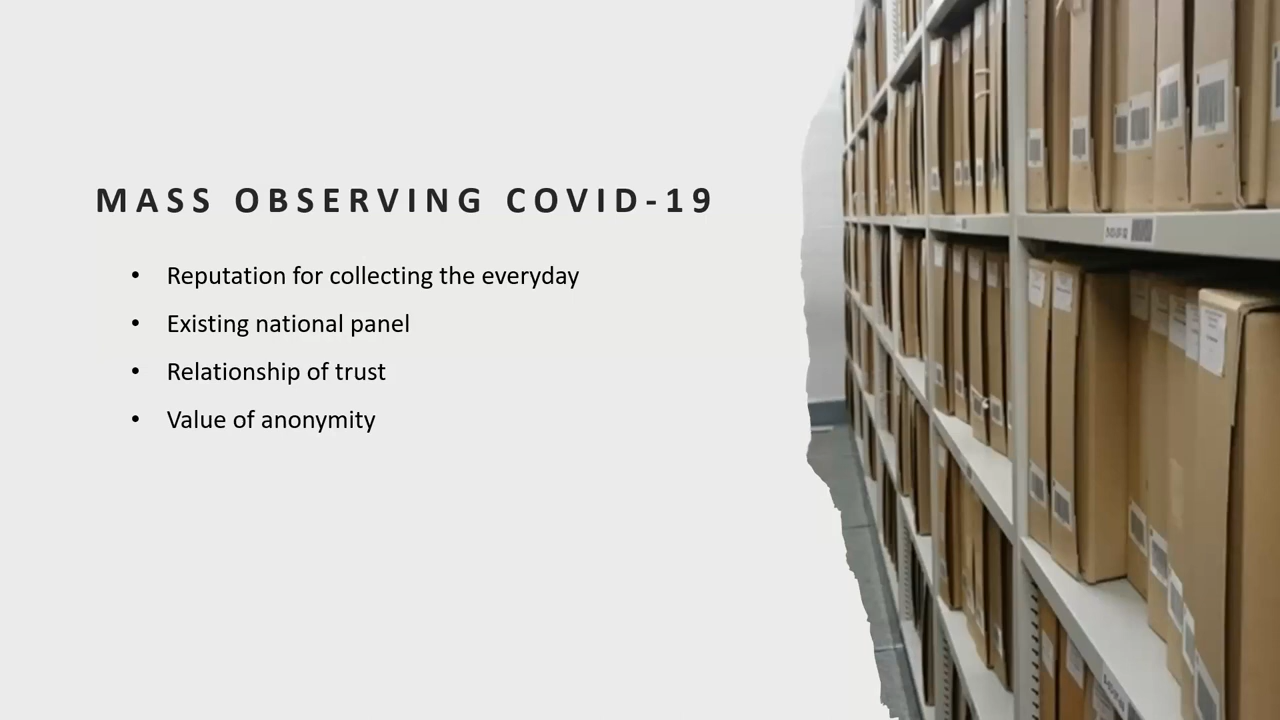 MASS OBSERVING COVID-19
• Reputation for collecting the everyday
• Existing national panel
• Relationship of trust
• Value of anonymity